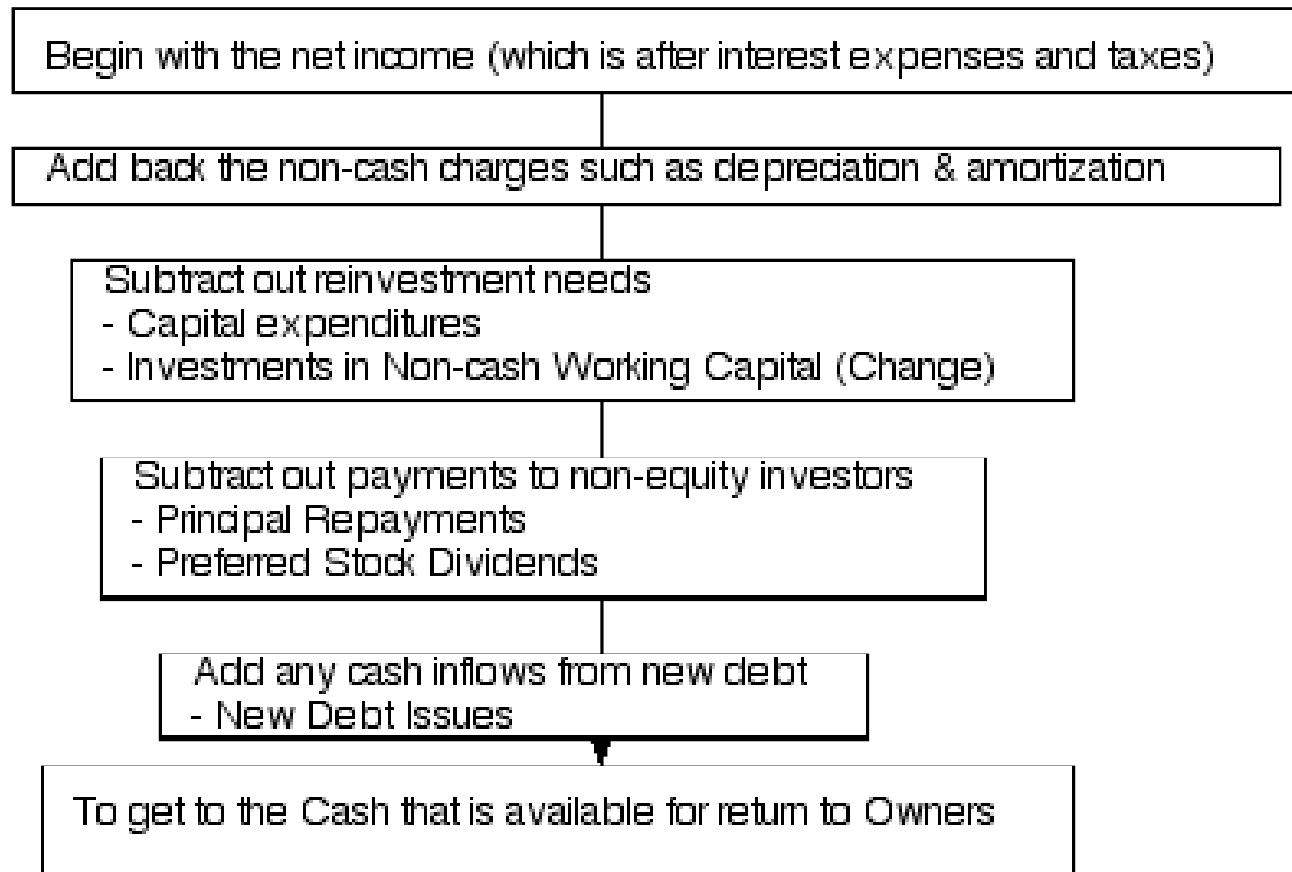 Begin with the net income (which is after interest expenses and taxes)
Add back the non-cash charges such as depreciation & amortization
Subtract out reinvestment needs
- Capital expenditures
- Investments in Non-cash Working Capital (Change)
Subtract out payments to non-equity investors
- Principal Repayments
- Preferred Stock Dividends
Add any cash inflows from new debt
- New Debt Issues
To get to the Cash that is available for return to Owners